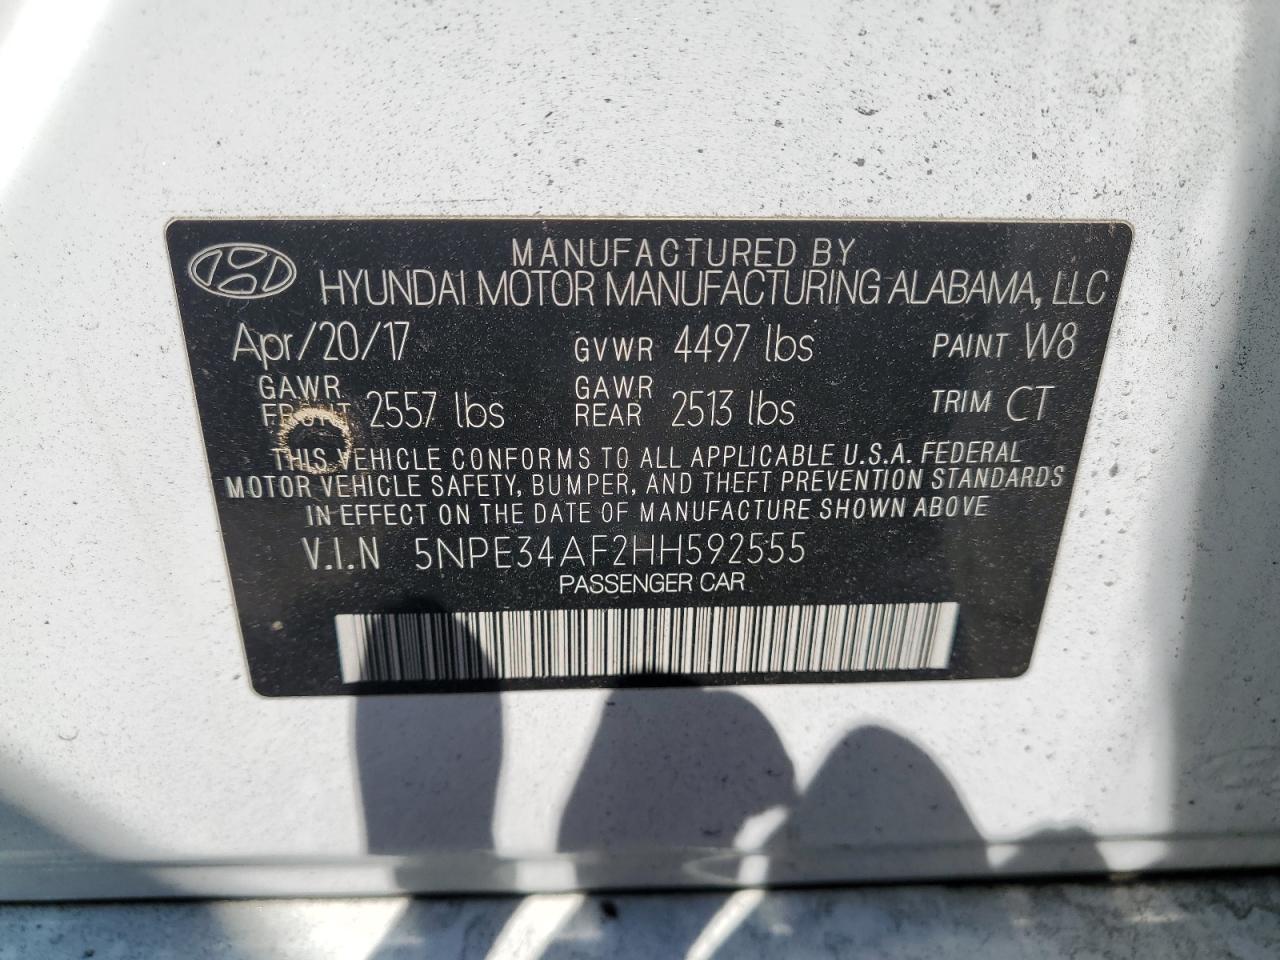 MANUFACTURED BY
HYUNDAI MOTOR MANUFACTURING ALABAMA, LLC
Apr/20/17 GVWR 4497 lbs PAINT W8
GAWR FRONT 2557 lbs GAWR REAR 2513 lbs TRIM CT
THIS VEHICLE CONFORMS TO ALL APPLICABLE U.S.A. FEDERAL
MOTOR VEHICLE SAFETY, BUMPER, AND THEFT PREVENTION STANDARDS
IN EFFECT ON THE DATE OF MANUFACTURE SHOWN ABOVE
V.I.N 5NPE34AF2HH592555
PASSENGER CAR